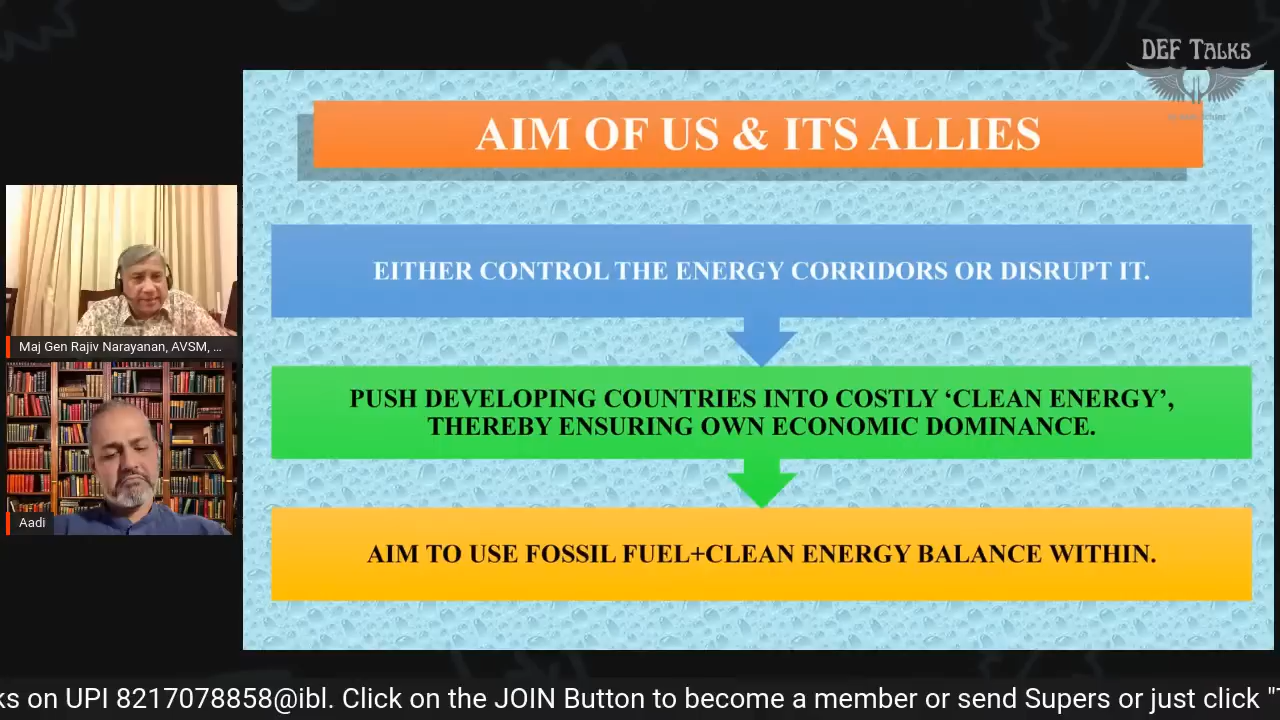 DEF TALKS
AIM OF US & ITS ALLIES
EITHER CONTROL THE ENERGY CORRIDORS OR DISRUPT IT.
PUSH DEVELOPING COUNTRIES INTO COSTLY ‘CLEAN ENERGY’,
THEREBY ENSURING OWN ECONOMIC DOMINANCE.
AIM TO USE FOSSIL FUEL+CLEAN ENERGY BALANCE WITHIN.
Maj Gen Rajiv Narayanan, AVSM, ...
Aadi
ks on UPI 8217078858@ibl. Click on the JOIN Button to become a member or send Supers or just click "